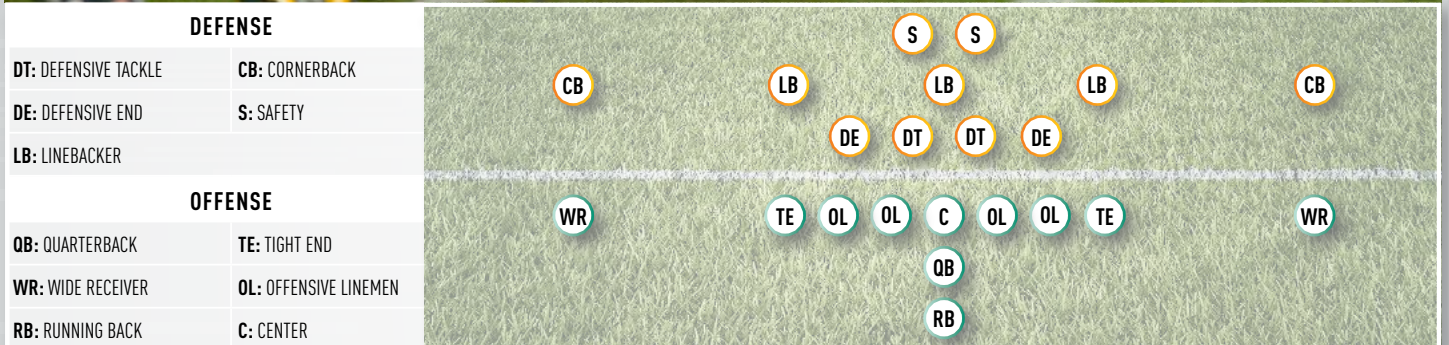 DEFENSE
DT: DEFENSIVE TACKLE CB: CORNERBACK
DE: DEFENSIVE END S: SAFETY
LB: LINEBACKER
OFFENSE
QB: QUARTERBACK TE: TIGHT END
WR: WIDE RECEIVER OL: OFFENSIVE LINEMEN
RB: RUNNING BACK C: CENTER
S S
CB LB LB LB CB
DE DT DT DE
WR TE OL OL C OL OL TE WR
QB
RB